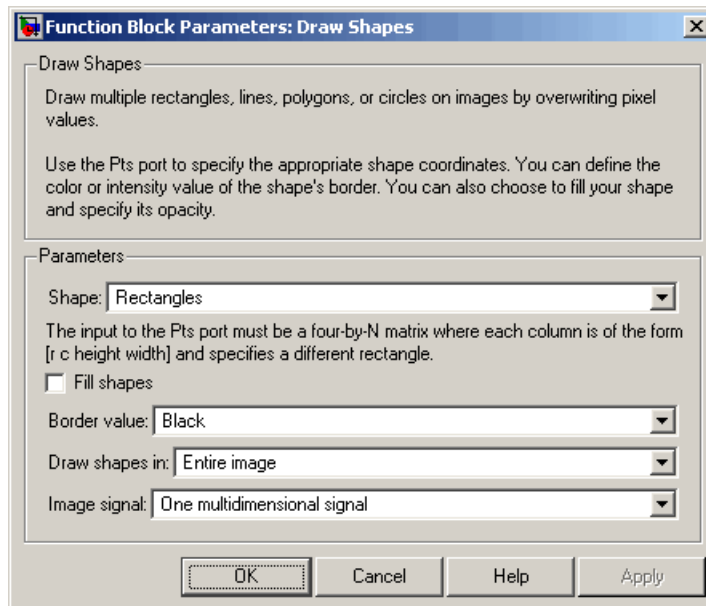 Function Block Parameters: Draw Shapes
Draw Shapes
Draw multiple rectangles, lines, polygons, or circles on images by overwriting pixel
values.
Use the Pts port to specify the appropriate shape coordinates. You can define the
color or intensity value of the shape's border. You can also choose to fill your shape
and specify its opacity.
Parameters
Shape: Rectangles
The input to the Pts port must be a four-by-N matrix where each column is of the form
[r c height width] and specifies a different rectangle.
Fill shapes
Border value: Black
Draw shapes in: Entire image
Image signal: One multidimensional signal
OK Cancel Help Apply